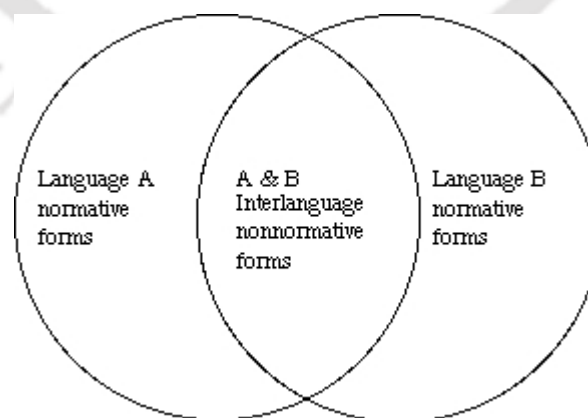 Language A
normative
forms
A & B
Interlanguage
nonnormative
forms
Language B
normative
forms